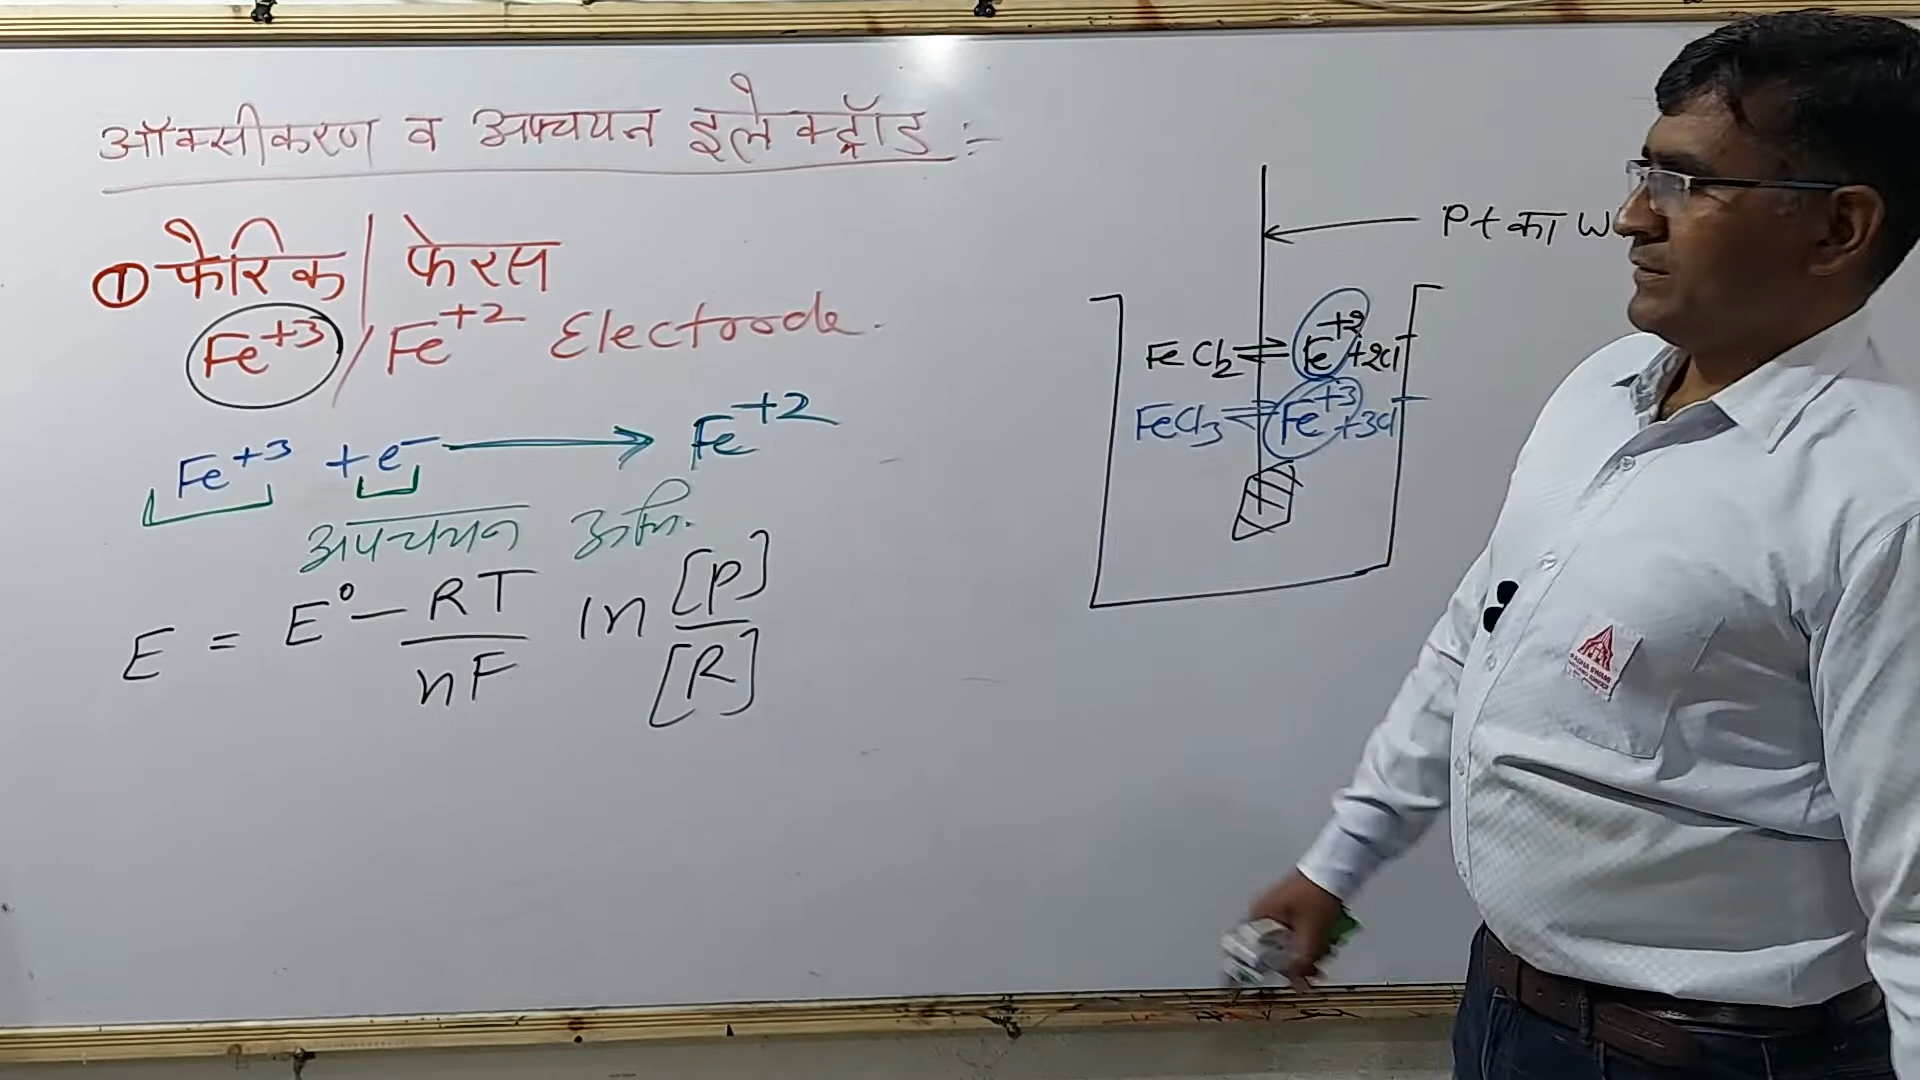 ऑक्सीकरण व अपचयन इलेक्ट्रॉड :-
① फैरिक / फेरस
Fe⁺³ / Fe⁺² Electrode.
Fe⁺³ + e⁻ ⟶ Fe⁺²
अपचयन अभि.
E = E° - RT/nF ln [P]/[R]
Pt का W
FeCl₂ ⇌ Fe⁺² + 2Cl⁻
FeCl₃ ⇌ Fe⁺³ + 3Cl⁻